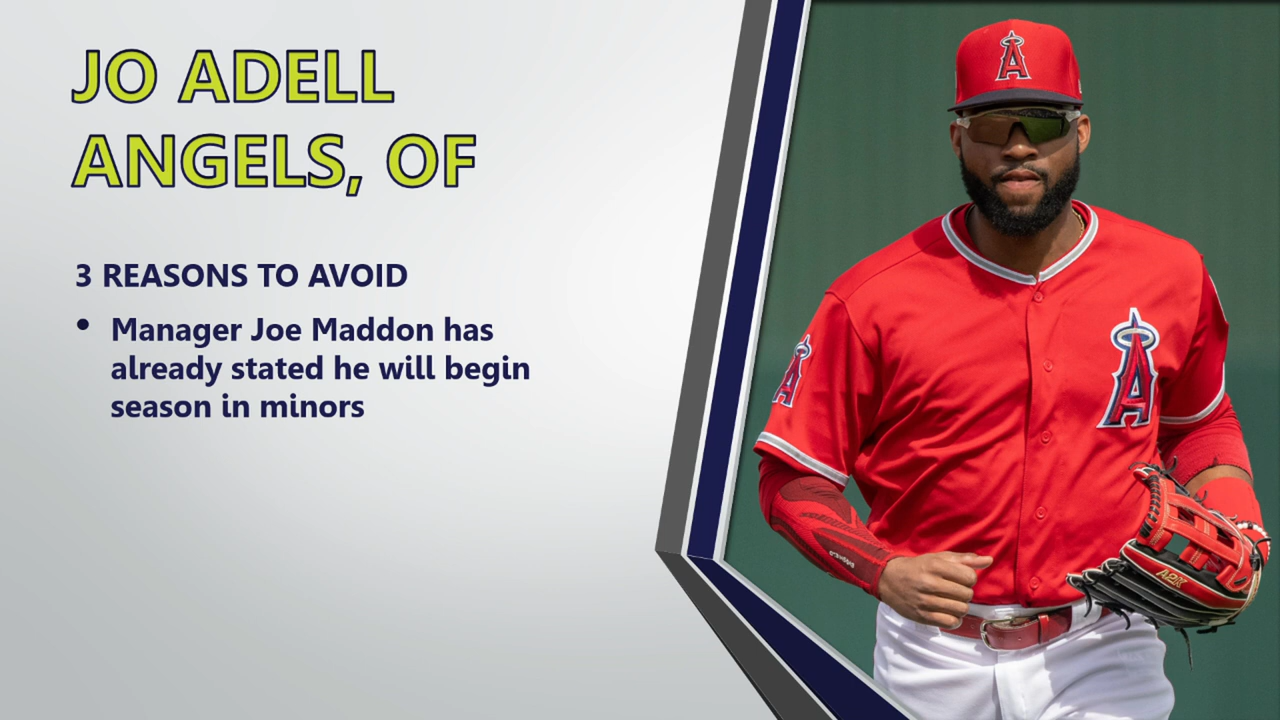 JO ADELL
ANGELS, OF
3 REASONS TO AVOID
• Manager Joe Maddon has
already stated he will begin
season in minors
A
A
A
A2K